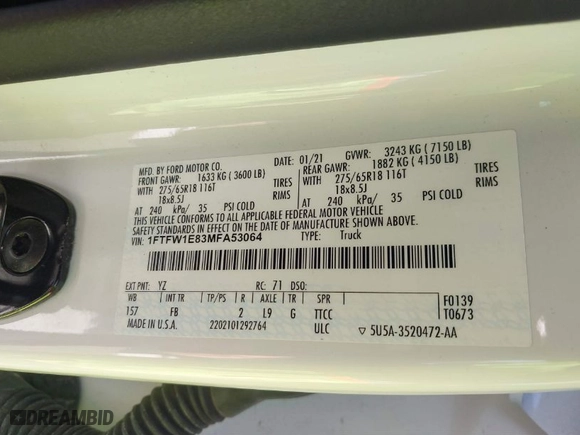 MFD. BY FORD MOTOR CO.
01/21 GVWR: 3243 KG ( 7150 LB)
FRONT GAWR: 1633 KG ( 3600 LB) REAR GAWR: 1882 KG ( 4150 LB)
WITH 275/65R18 116T TIRES WITH 275/65R18 116T TIRES
18x8.5J RIMS 18x8.5J RIMS
AT 240 kPa/ 35 PSI COLD AT 240 kPa/ 35 PSI COLD
THIS VEHICLE CONFORMS TO ALL APPLICABLE FEDERAL MOTOR VEHICLE
SAFETY STANDARDS IN EFFECT ON THE DATE OF MANUFACTURE SHOWN ABOVE.
VIN: 1FTFW1E83MFA53064 TYPE: Truck
EXT PNT: YZ RC: 71 DSO:
WB INT TR TP/PS R AXLE TR SPR F0139
157 FB 2 L9 G TTCC T0673
MADE IN U.S.A. 2202101292764 ULC ▽ 5U5A-3520472-AA
DREAMBID